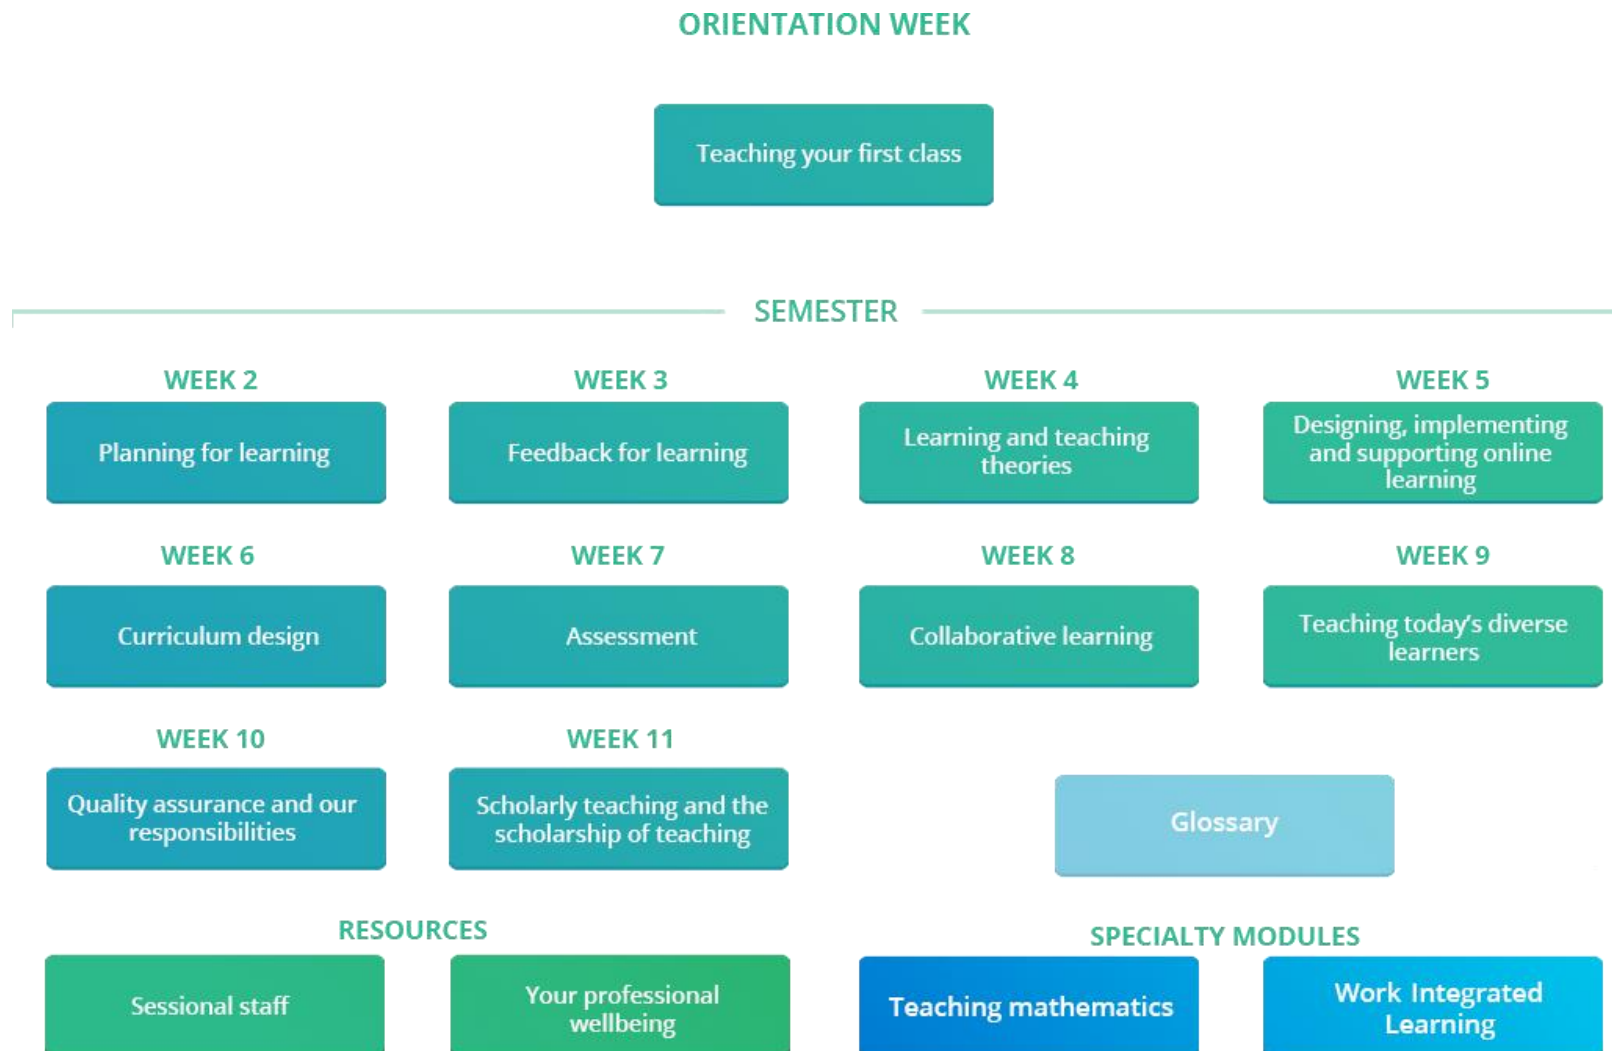 ORIENTATION WEEK
Teaching your first class
SEMESTER
WEEK 2
WEEK 3
WEEK 4
WEEK 5
Planning for learning
Feedback for learning
Learning and teaching
theories
Designing, implementing
and supporting online
learning
WEEK 6
WEEK 7
WEEK 8
WEEK 9
Curriculum design
Assessment
Collaborative learning
Teaching today's diverse
learners
WEEK 10
WEEK 11
Quality assurance and our
responsibilities
Scholarly teaching and the
scholarship of teaching
Glossary
RESOURCES
SPECIALTY MODULES
Sessional staff
Your professional
wellbeing
Teaching mathematics
Work Integrated
Learning